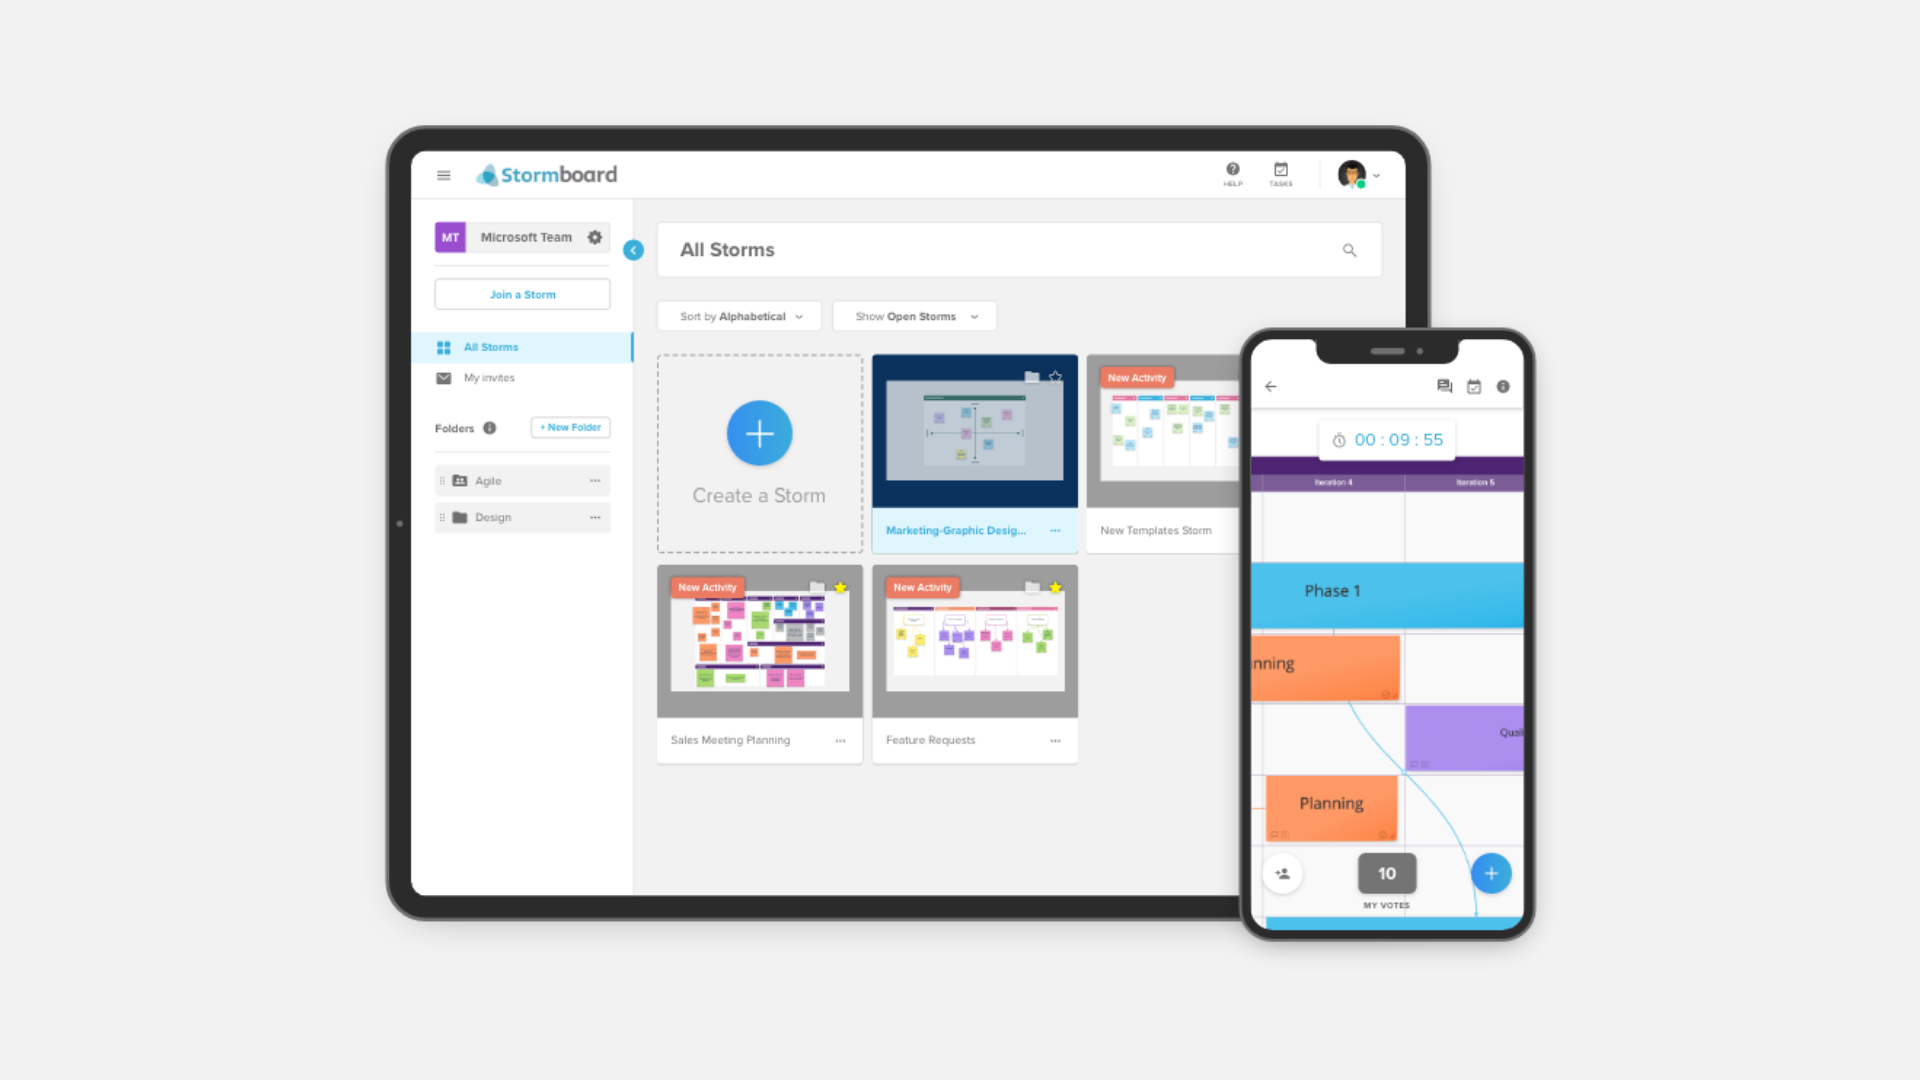 Stormboard
HELP
TASKS
MT
Microsoft Team
All Storms
Join a Storm
Sort by Alphabetical
Show Open Storms
All Storms
My invites
Folders
+ New Folder
Agile
Design
Create a Storm
Marketing-Graphic Desig...
New Activity
New Templates Storm
New Activity
Sales Meeting Planning
New Activity
Feature Requests
00 : 09 : 55
Iteration 4
Iteration 5
Phase 1
nning
Quali
Planning
10
MY VOTES